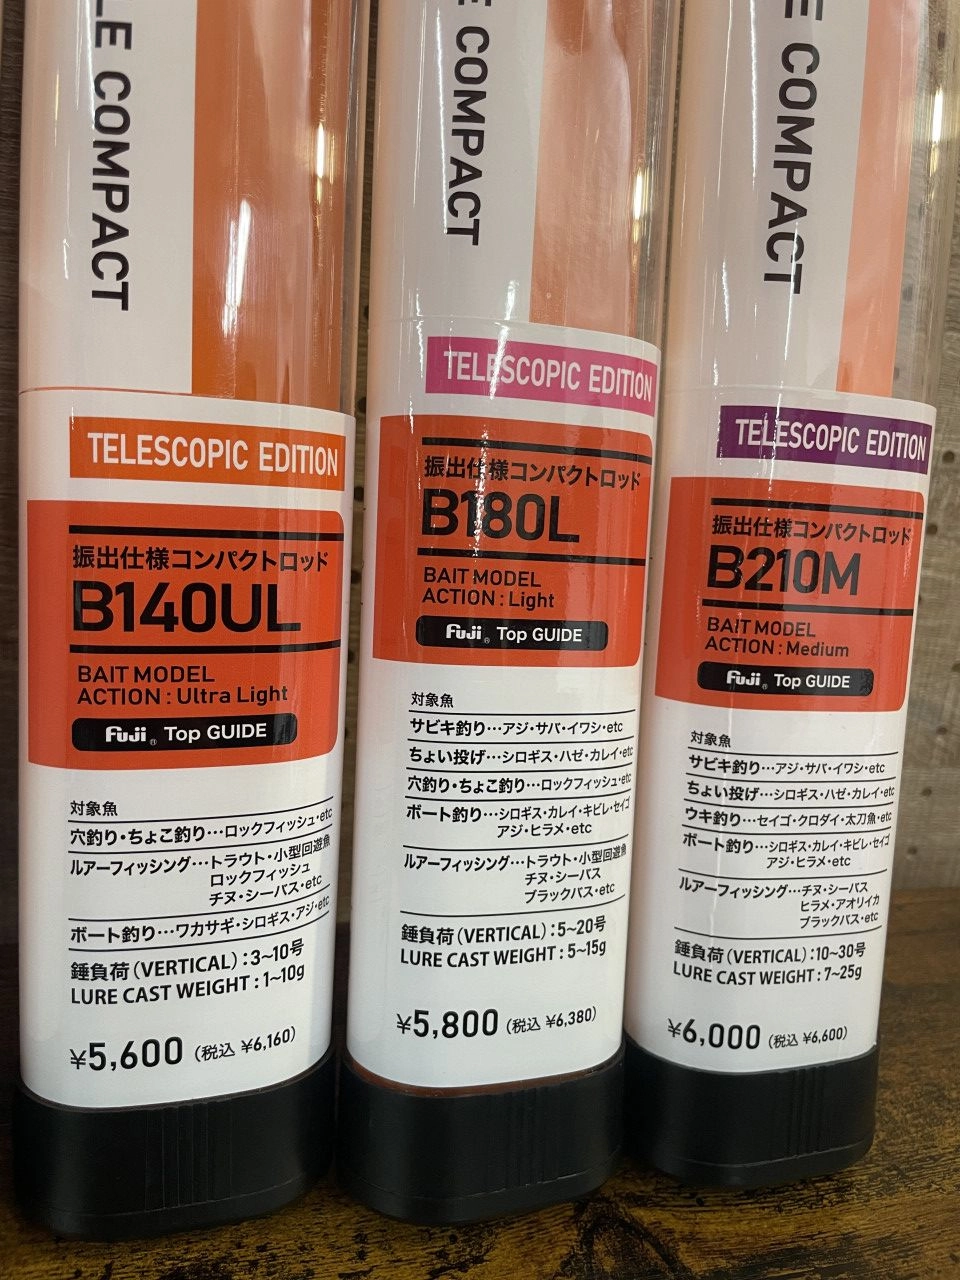 LE COMPACT
TELESCOPIC EDITION
振出仕様コンパクトロッド
B140UL
BAIT MODEL
ACTION : Ultra Light
Fuji® Top GUIDE
対象魚
穴釣り・ちょこ釣り…ロックフィッシュ・etc
ルアーフィッシング…トラウト・小型回遊魚
ロックフィッシュ
チヌ・シーバス・etc
ボート釣り…ワカサギ・シロギス・アジ・etc
錘負荷(VERTICAL):3~10号
LURE CAST WEIGHT : 1~10g
¥5,600 (税込 ¥6,160)
E COMPACT
TELESCOPIC EDITION
振出仕様コンパクトロッド
B180L
BAIT MODEL
ACTION : Light
Fuji® Top GUIDE
対象魚
サビキ釣り…アジ・サバ・イワシ・etc
ちょい投げ…シロギス・ハゼ・カレイ・etc
穴釣り・ちょこ釣り…ロックフィッシュ・etc
ボート釣り…シロギス・カレイ・キビレ・セイゴ
アジ・ヒラメ・etc
ルアーフィッシング…トラウト・小型回遊魚
チヌ・シーバス
ブラックバス・etc
錘負荷(VERTICAL):5~20号
LURE CAST WEIGHT : 5~15g
¥5,800 (税込 ¥6,380)
E COMPACT
TELESCOPIC EDITION
振出仕様コンパクトロッド
B210M
BAIT MODEL
ACTION : Medium
Fuji® Top GUIDE
対象魚
サビキ釣り…アジ・サバ・イワシ・etc
ちょい投げ…シロギス・ハゼ・カレイ・etc
ウキ釣り…セイゴ・クロダイ・太刀魚・etc
ボート釣り…シロギス・カレイ・キビレ・セイゴ
アジ・ヒラメ・etc
ルアーフィッシング…チヌ・シーバス
ヒラメ・アオリイカ
ブラックバス・etc
錘負荷(VERTICAL):10~30号
LURE CAST WEIGHT : 7~25g
¥6,000 (税込 ¥6,600)